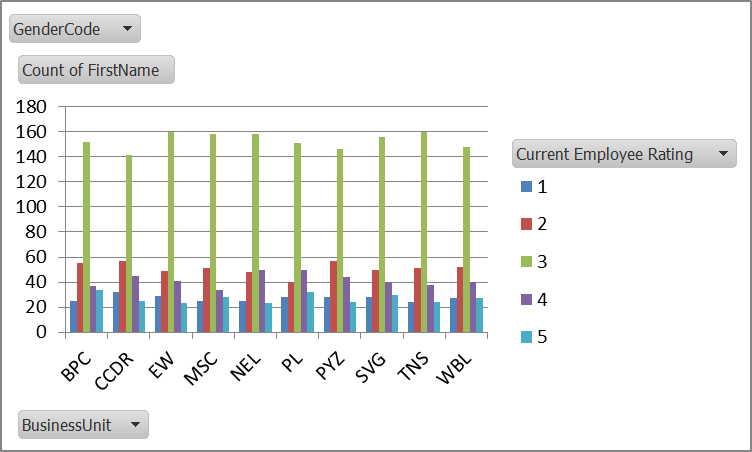 GenderCode
Count of FirstName
180
160
140
120
100
80
60
40
20
0
BPC
CCDR
EW
MSC
NEL
PL
PYZ
SVG
TNS
WBL
BusinessUnit
Current Employee Rating
1
2
3
4
5